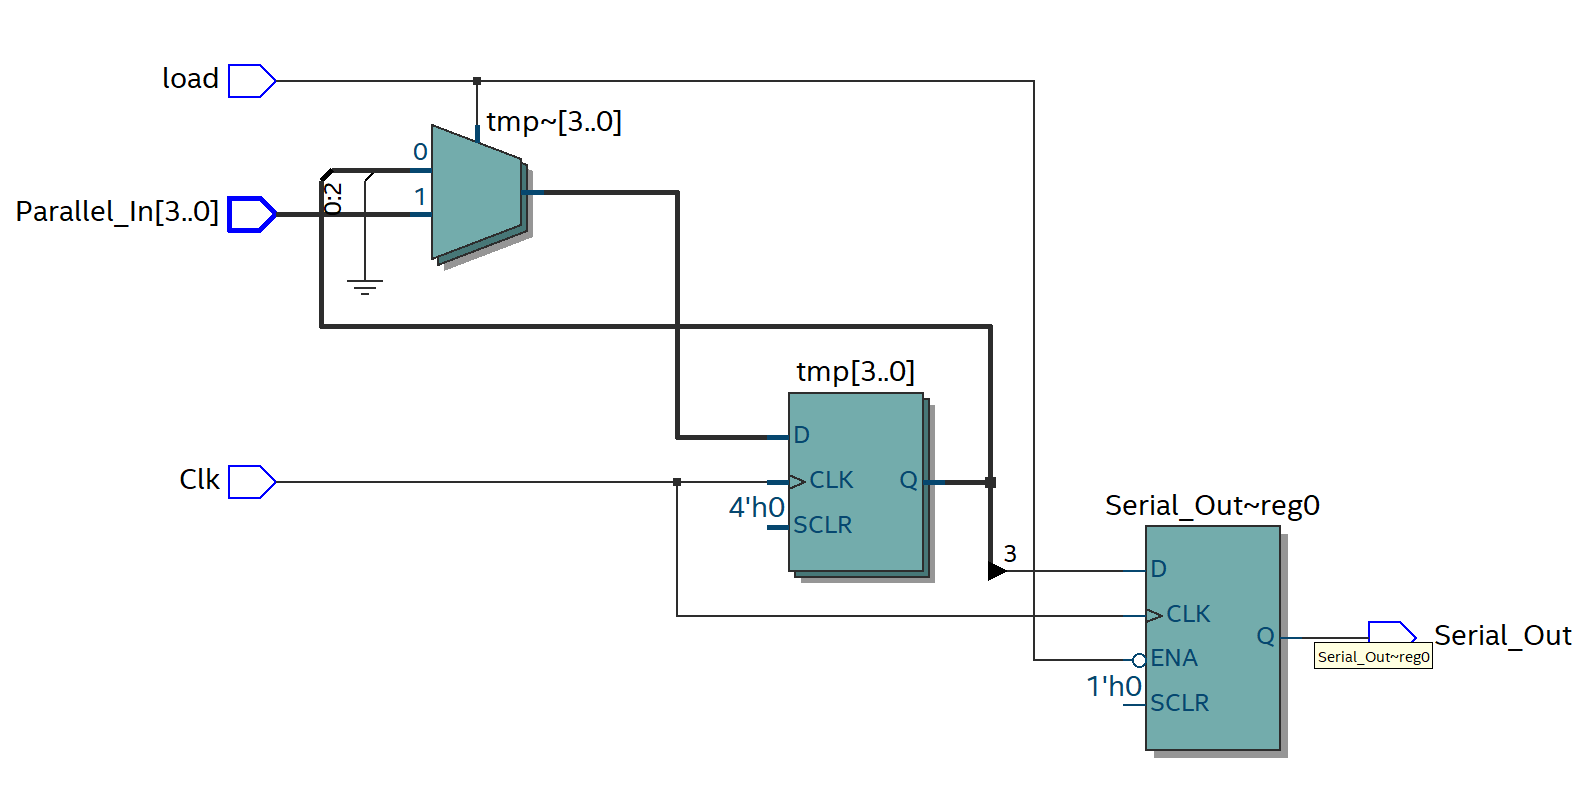 load
tmp~[3..0]
0
0:2
1
Parallel_In[3..0]
tmp[3..0]
D
Clk
CLK
Q
4'h0
SCLR
Serial_Out~reg0
3
D
CLK
Q
Serial_Out
Serial_Out~reg0
ENA
1'h0
SCLR